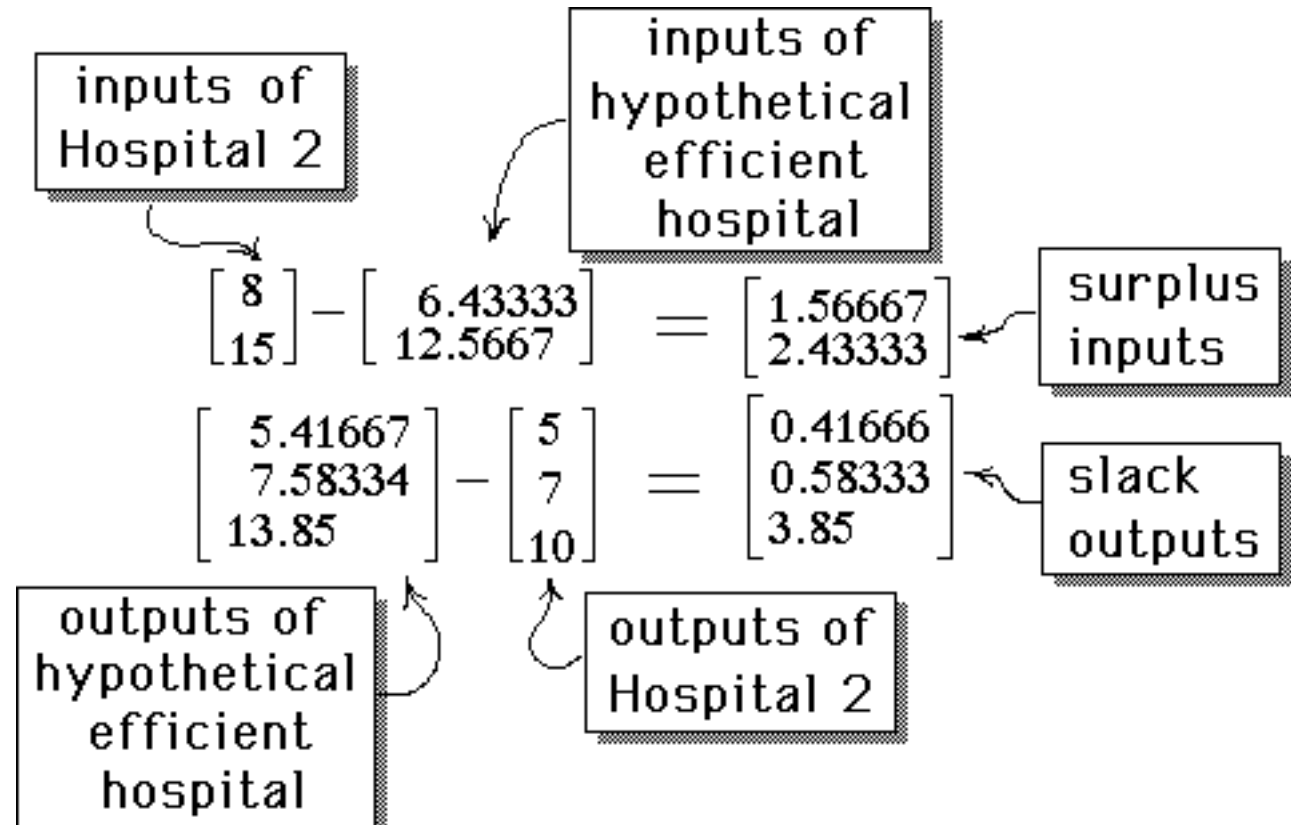 inputs of
Hospital 2
inputs of
hypothetical
efficient
hospital
[8] − [6.43333] = [1.56667]
[15] [12.5667] [2.43333]
surplus
inputs
[5.41667] − [5] = [0.41666]
[7.58334] [7] [0.58333]
[13.85] [10] [3.85]
slack
outputs
outputs of
hypothetical
efficient
hospital
outputs of
Hospital 2